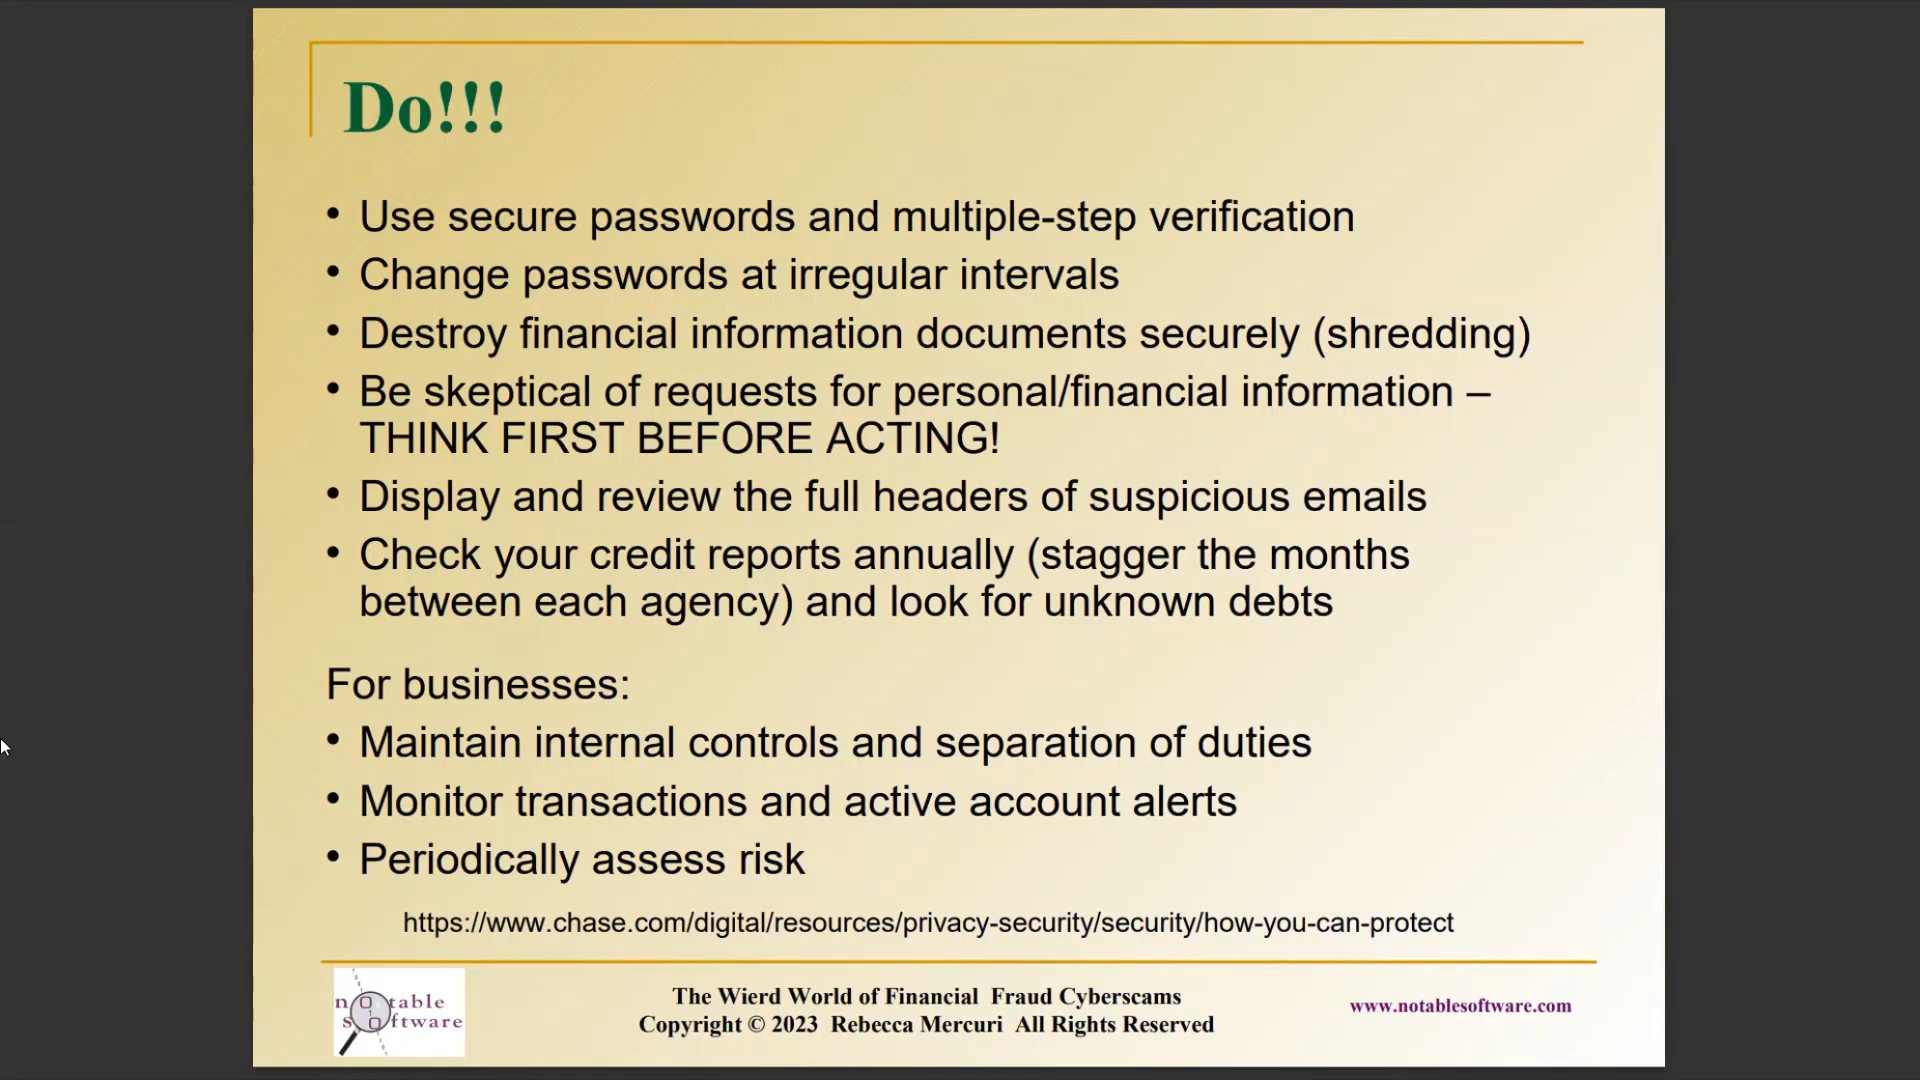 Do!!!
• Use secure passwords and multiple-step verification
• Change passwords at irregular intervals
• Destroy financial information documents securely (shredding)
• Be skeptical of requests for personal/financial information –
THINK FIRST BEFORE ACTING!
• Display and review the full headers of suspicious emails
• Check your credit reports annually (stagger the months
between each agency) and look for unknown debts
For businesses:
• Maintain internal controls and separation of duties
• Monitor transactions and active account alerts
• Periodically assess risk
https://www.chase.com/digital/resources/privacy-security/security/how-you-can-protect
notable
software
The Wierd World of Financial Fraud Cyberscams
Copyright © 2023 Rebecca Mercuri All Rights Reserved
www.notablesoftware.com